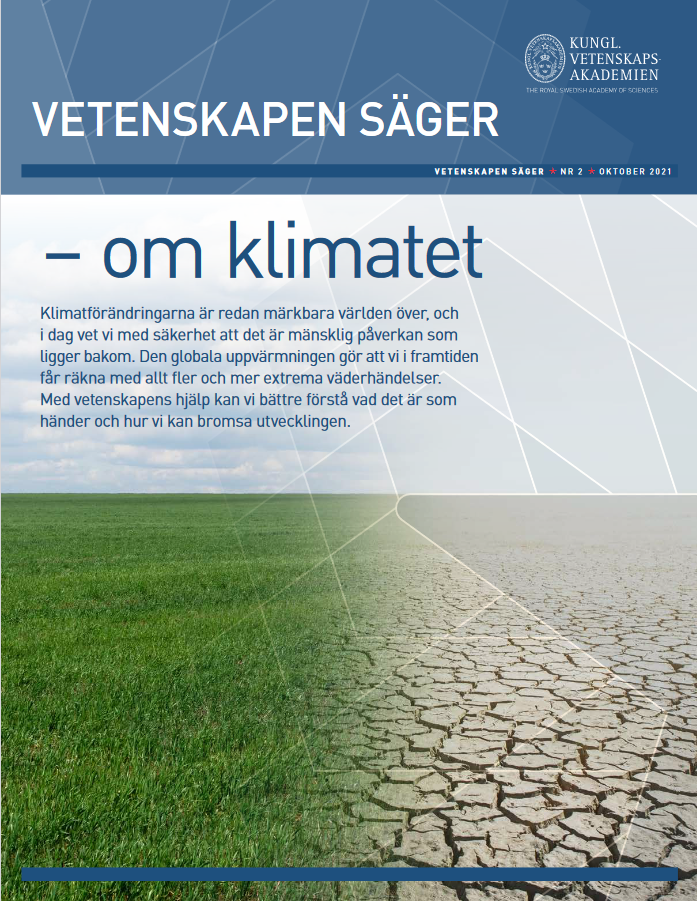 KUNGL.
VETENSKAPS-
AKADEMIEN
THE ROYAL SWEDISH ACADEMY OF SCIENCES
VETENSKAPEN SÄGER
VETENSKAPEN SÄGER ★ NR 2 ★ OKTOBER 2021
– om klimatet
Klimatförändringarna är redan märkbara världen över, och
i dag vet vi med säkerhet att det är mänsklig påverkan som
ligger bakom. Den globala uppvärmningen gör att vi i framtiden
får räkna med allt fler och mer extrema väderhändelser.
Med vetenskapens hjälp kan vi bättre förstå vad det är som
händer och hur vi kan bromsa utvecklingen.